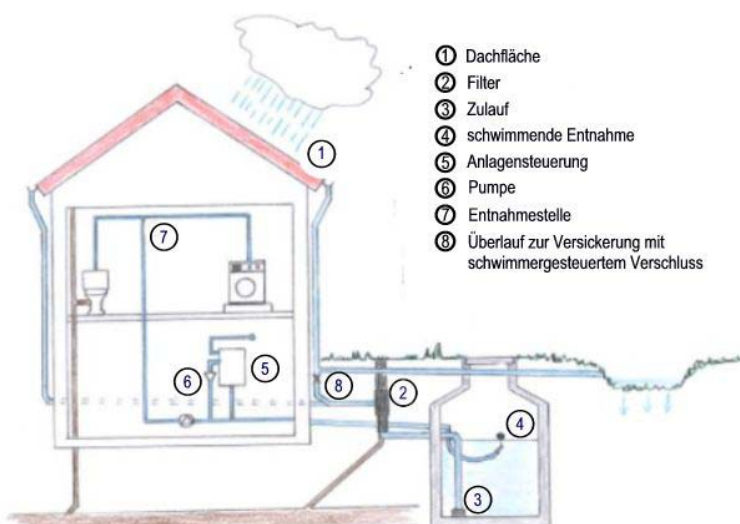 ① Dachfläche
② Filter
③ Zulauf
④ schwimmende Entnahme
⑤ Anlagensteuerung
⑥ Pumpe
⑦ Entnahmestelle
⑧ Überlauf zur Versickerung mit
schwimmergesteuertem Verschluss
①
⑦
⑥
⑤
⑧
②
④
③